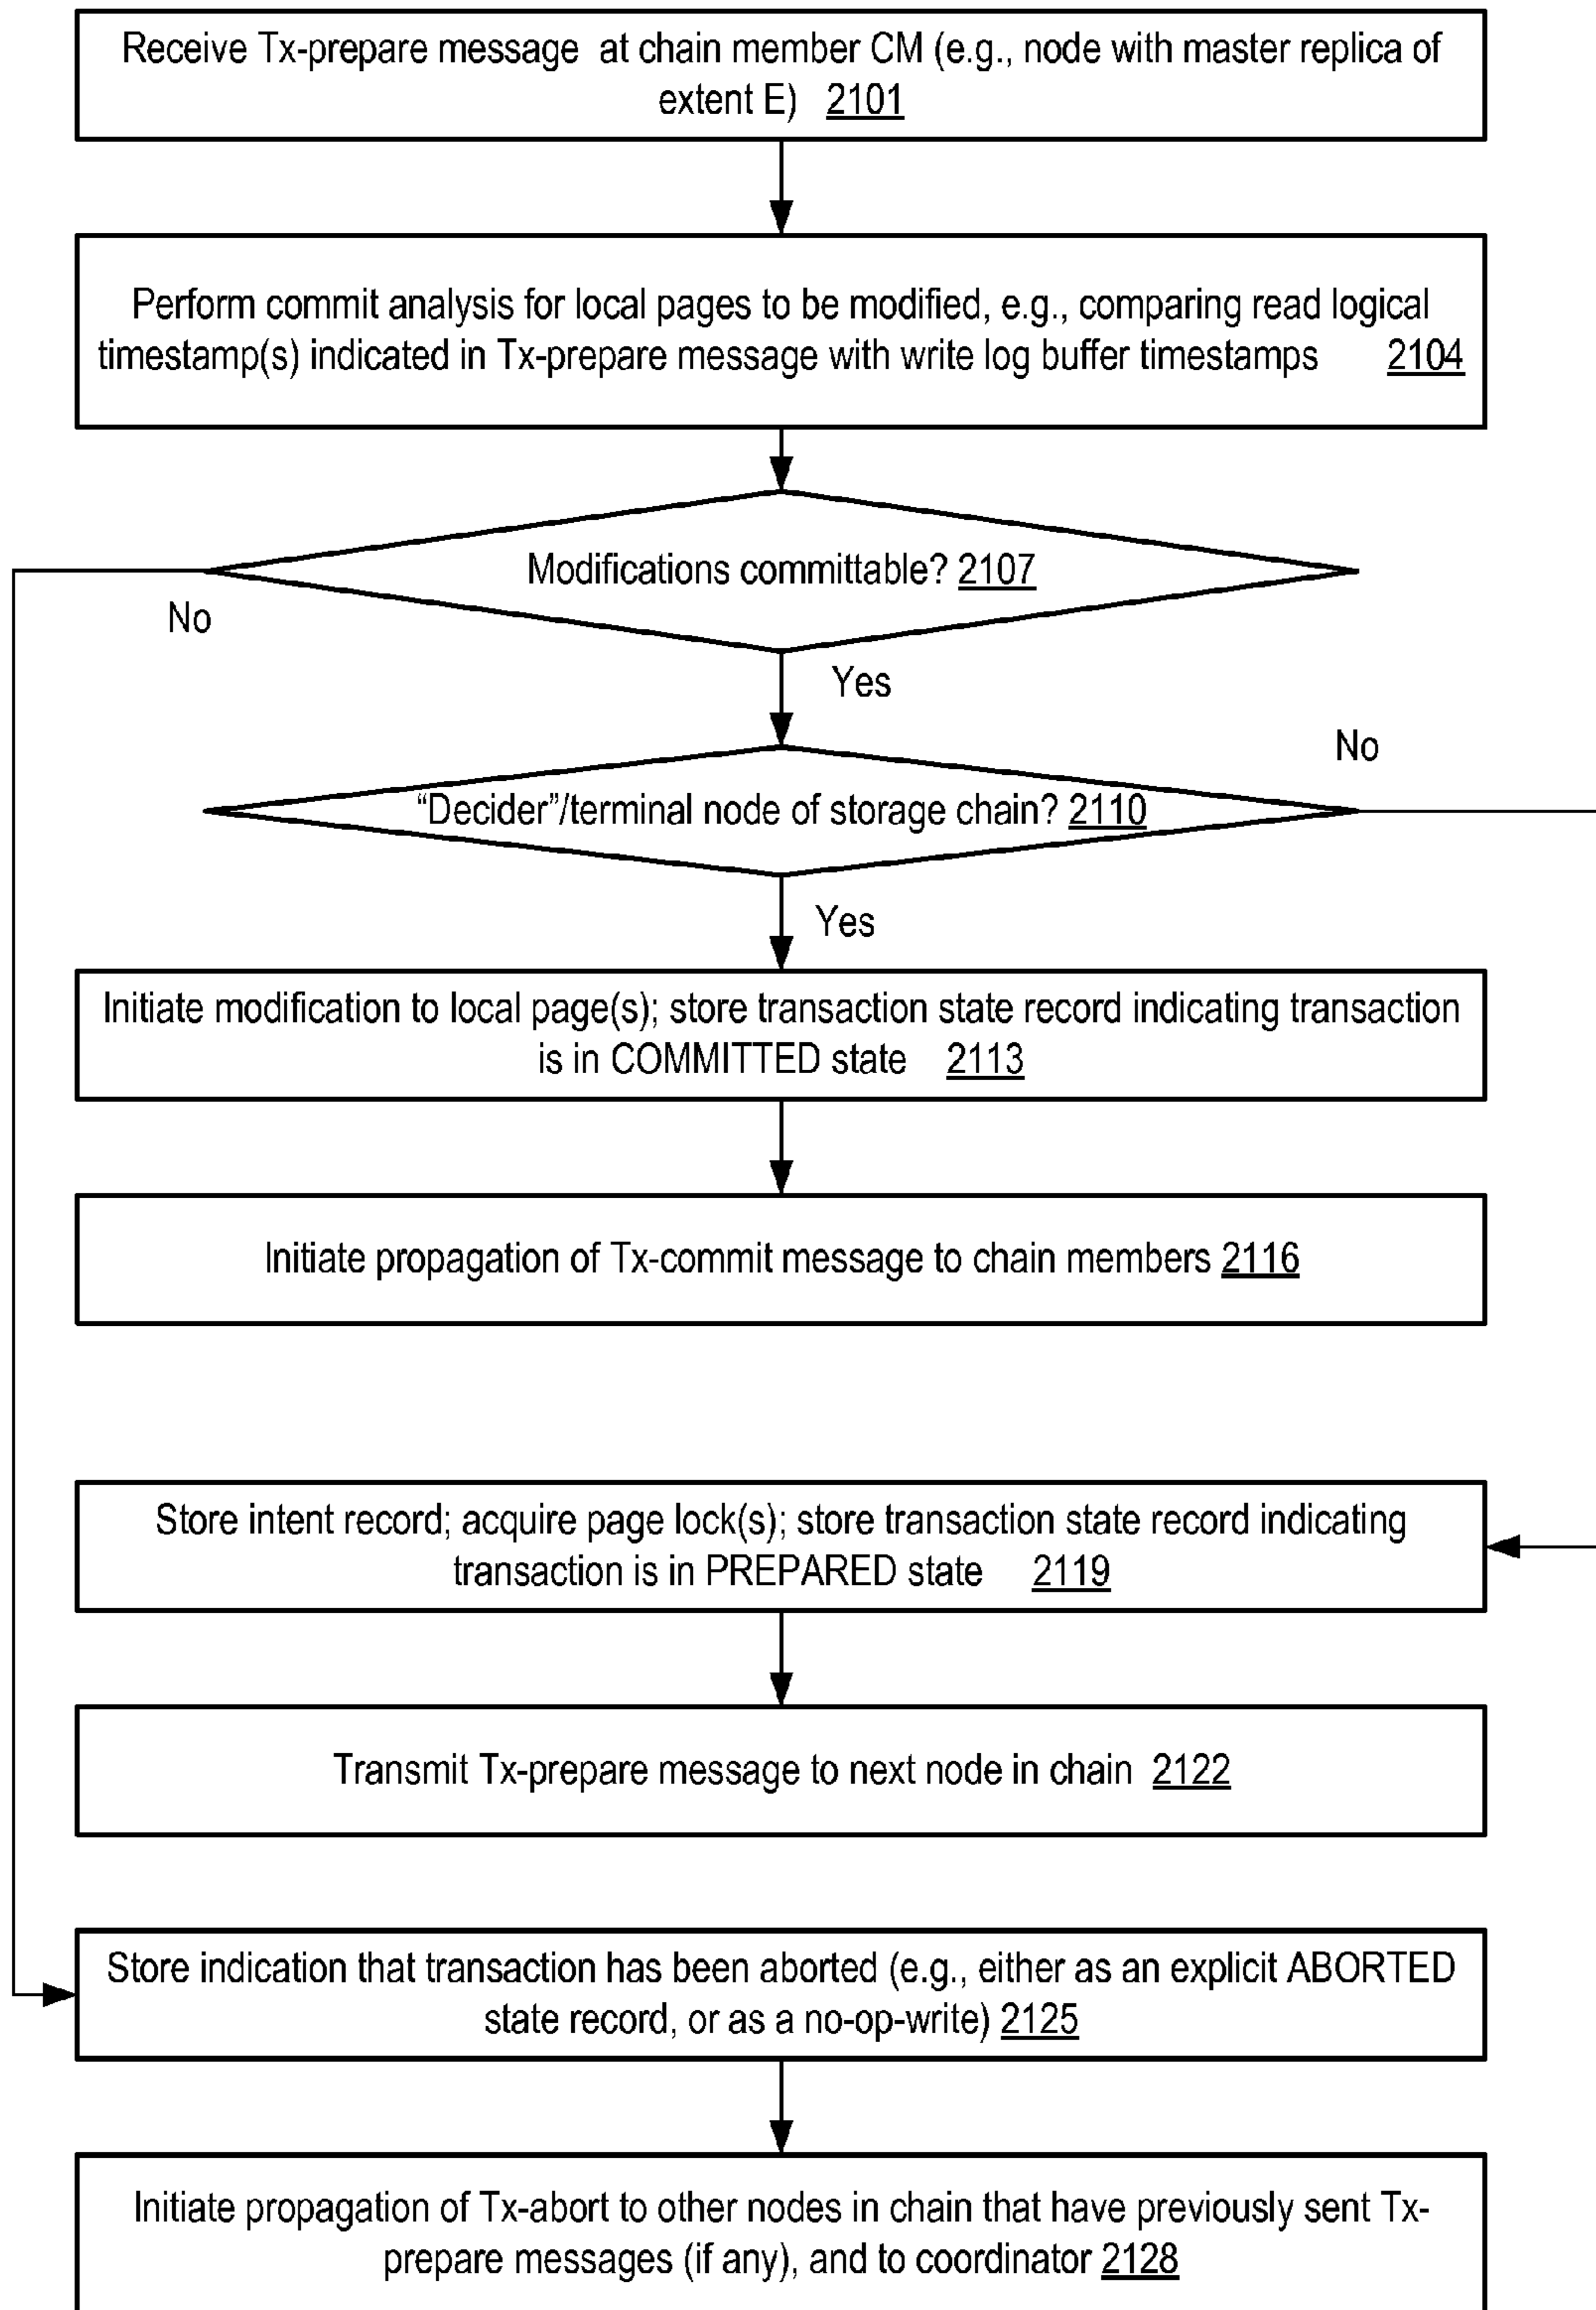 Receive Tx-prepare message at chain member CM (e.g., node with master replica of
extent E) 2101
Perform commit analysis for local pages to be modified, e.g., comparing read logical
timestamp(s) indicated in Tx-prepare message with write log buffer timestamps 2104
Modifications committable? 2107
No
Yes
No
"Decider"/terminal node of storage chain? 2110
Yes
Initiate modification to local page(s); store transaction state record indicating transaction
is in COMMITTED state 2113
Initiate propagation of Tx-commit message to chain members 2116
Store intent record; acquire page lock(s); store transaction state record indicating
transaction is in PREPARED state 2119
Transmit Tx-prepare message to next node in chain 2122
Store indication that transaction has been aborted (e.g., either as an explicit ABORTED
state record, or as a no-op-write) 2125
Initiate propagation of Tx-abort to other nodes in chain that have previously sent Tx-
prepare messages (if any), and to coordinator 2128